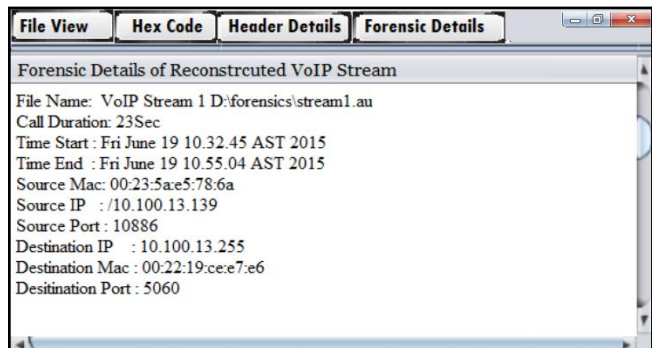 File View Hex Code Header Details Forensic Details
Forensic Details of Reconstrcuted VoIP Stream
File Name: VoIP Stream 1 D:\forensics\stream1.au
Call Duration: 23Sec
Time Start : Fri June 19 10.32.45 AST 2015
Time End : Fri June 19 10.55.04 AST 2015
Source Mac: 00:23:5a:e5:78:6a
Source IP : /10.100.13.139
Source Port : 10886
Destination IP : 10.100.13.255
Destination Mac : 00:22:19:ce:e7:e6
Desitination Port : 5060